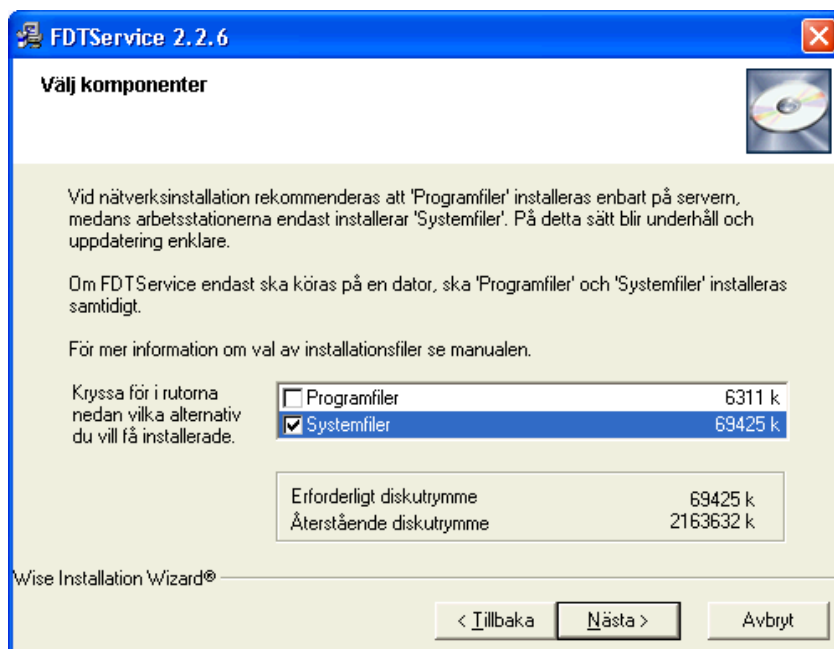 FDTService 2.2.6
Välj komponenter
Vid nätverksinstallation rekommenderas att 'Programfiler' installeras enbart på servern,
medans arbetsstationerna endast installerar 'Systemfiler'. På detta sätt blir underhåll och
uppdatering enklare.
Om FDTService endast ska köras på en dator, ska 'Programfiler' och 'Systemfiler' installeras
samtidigt.
För mer information om val av installationsfiler se manualen.
Kryssa för i rutorna
nedan vilka alternativ
du vill få installerade.
Programfiler 6311 k
Systemfiler 69425 k
Erforderligt diskutrymme 69425 k
Återstående diskutrymme 2163632 k
Wise Installation Wizard®
< Tillbaka Nästa > Avbryt